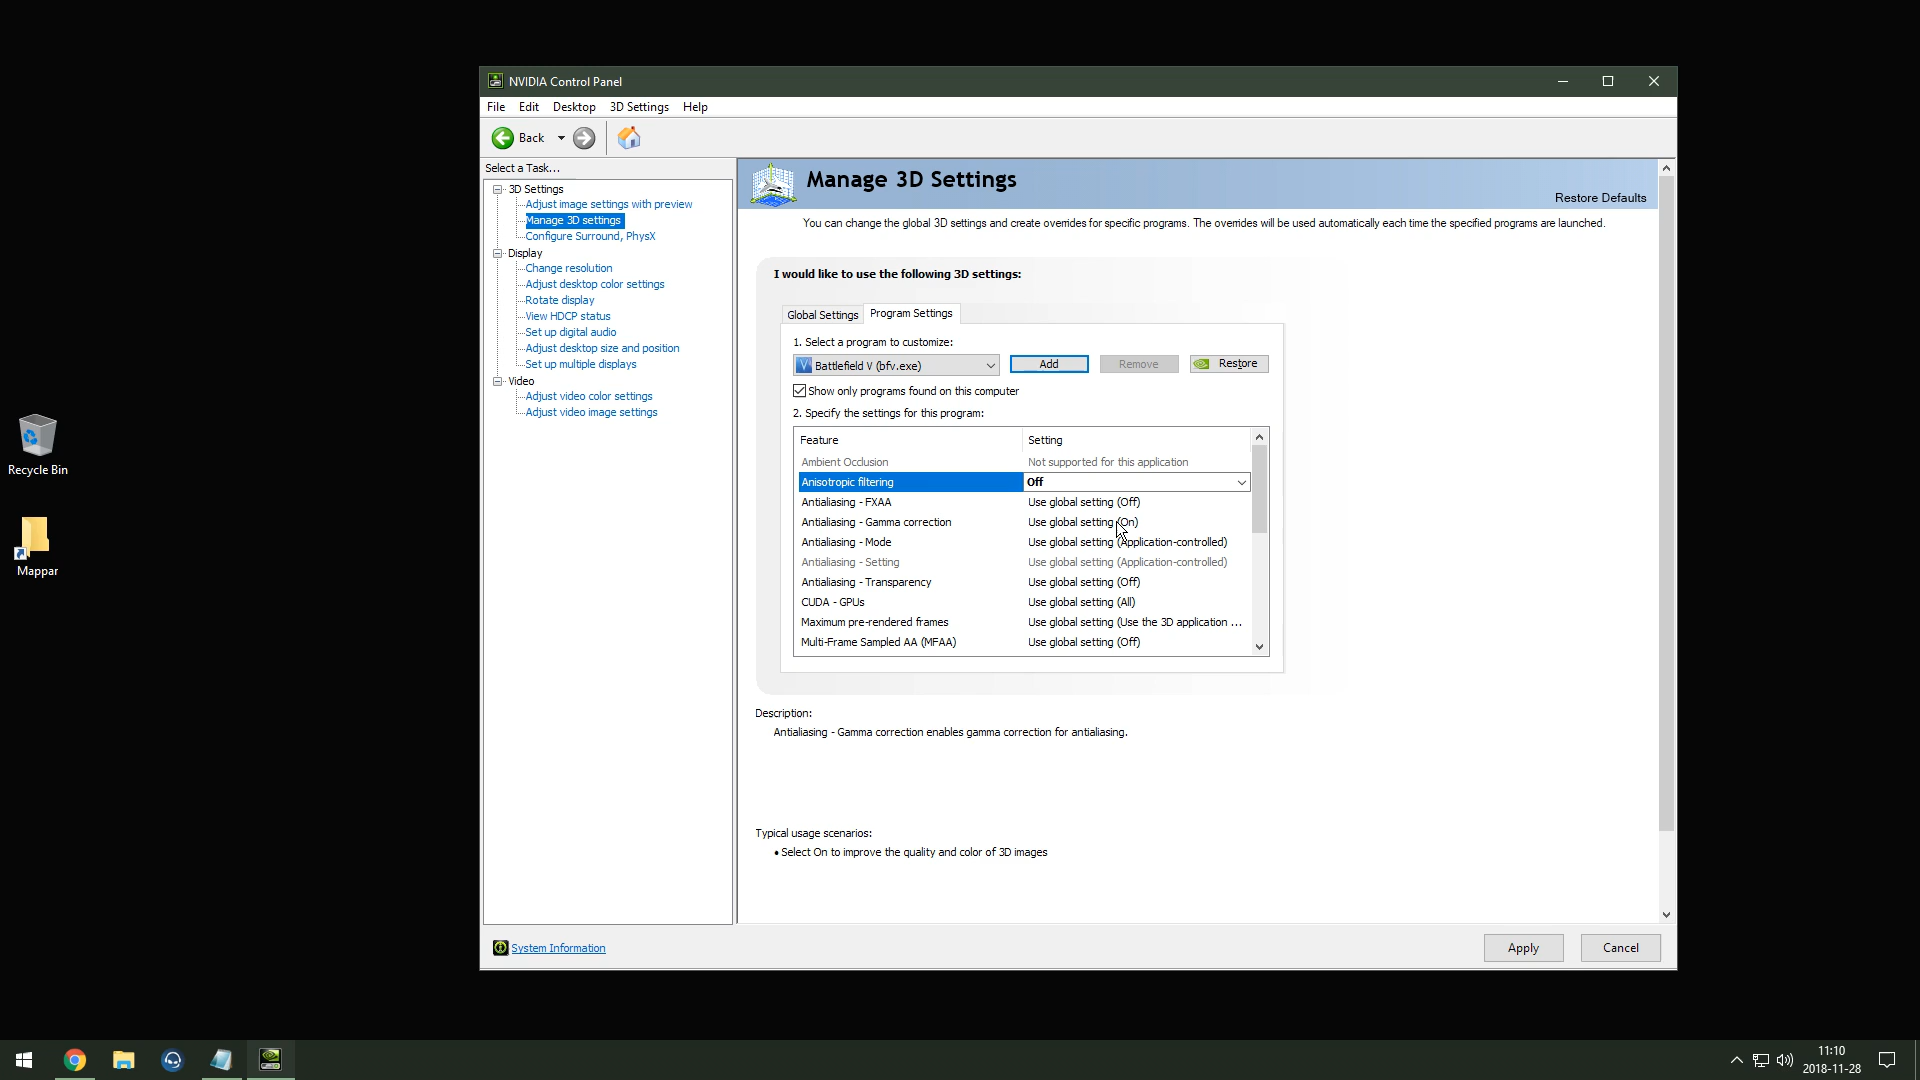 NVIDIA Control Panel
File Edit Desktop 3D Settings Help
Back
Select a Task...
3D Settings
Adjust image settings with preview
Manage 3D settings
Configure Surround, PhysX
Display
Change resolution
Adjust desktop color settings
Rotate display
View HDCP status
Set up digital audio
Adjust desktop size and position
Set up multiple displays
Video
Adjust video color settings
Adjust video image settings
Manage 3D Settings
Restore Defaults
You can change the global 3D settings and create overrides for specific programs. The overrides will be used automatically each time the specified programs are launched.
I would like to use the following 3D settings:
Global Settings Program Settings
1. Select a program to customize:
Battlefield V (bfv.exe) Add Remove Restore
Show only programs found on this computer
2. Specify the settings for this program:
Feature Setting
Ambient Occlusion Not supported for this application
Anisotropic filtering Off
Antialiasing - FXAA Use global setting (Off)
Antialiasing - Gamma correction Use global setting (On)
Antialiasing - Mode Use global setting (Application-controlled)
Antialiasing - Setting Use global setting (Application-controlled)
Antialiasing - Transparency Use global setting (Off)
CUDA - GPUs Use global setting (All)
Maximum pre-rendered frames Use global setting (Use the 3D application ...
Multi-Frame Sampled AA (MFAA) Use global setting (Off)
Description:
Antialiasing - Gamma correction enables gamma correction for antialiasing.
Typical usage scenarios:
• Select On to improve the quality and color of 3D images
System Information
Apply Cancel
Recycle Bin
Mappar
11:10
2018-11-28